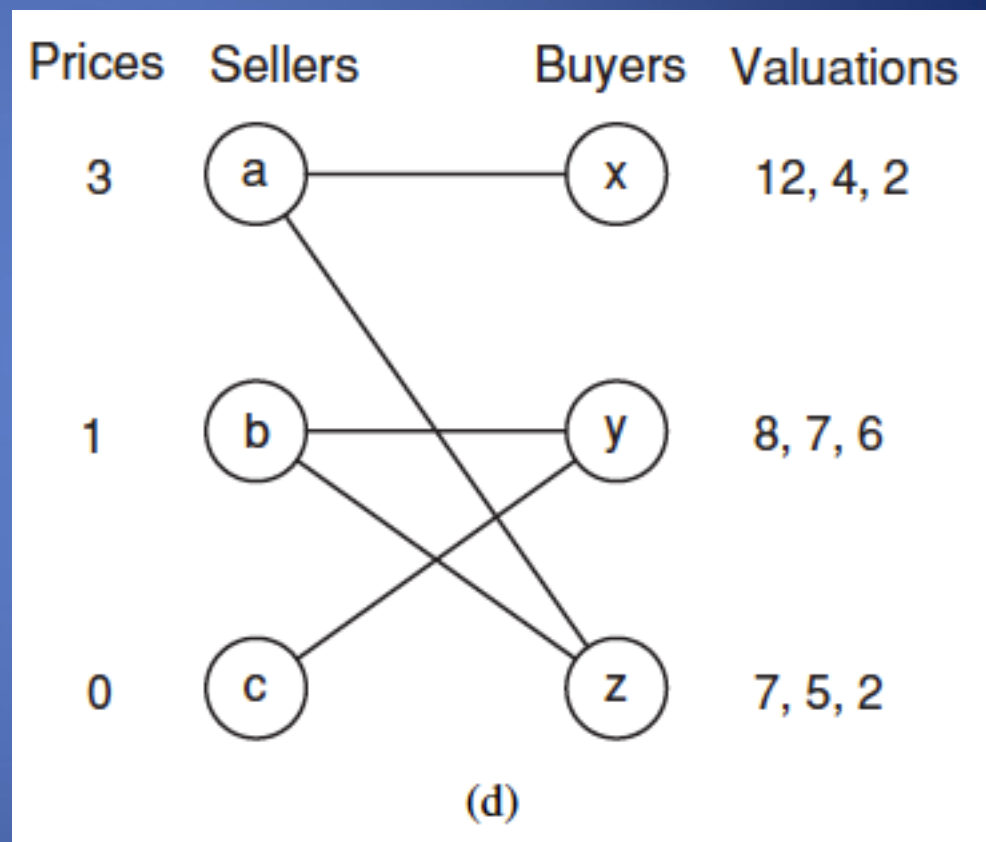 Prices Sellers Buyers Valuations
3 a x 12, 4, 2
1 b y 8, 7, 6
0 c z 7, 5, 2
(d)